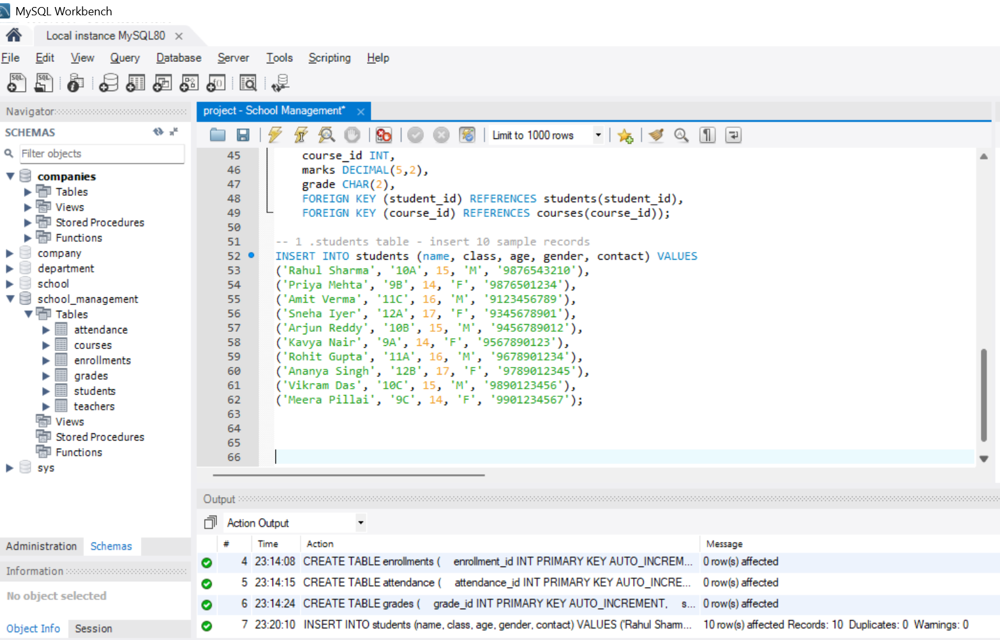 MySQL Workbench
Local instance MySQL80
File Edit View Query Database Server Tools Scripting Help
Navigator
SCHEMAS
Filter objects
companies
Tables
Views
Stored Procedures
Functions
company
department
school
school_management
Tables
attendance
courses
enrollments
grades
students
teachers
Views
Stored Procedures
Functions
sys
Administration Schemas
Information
No object selected
Object Info Session
project - School Management*
Limit to 1000 rows
45 course_id INT,
46 marks DECIMAL(5,2),
47 grade CHAR(2),
48 FOREIGN KEY (student_id) REFERENCES students(student_id),
49 FOREIGN KEY (course_id) REFERENCES courses(course_id));
50
51 -- 1 .students table - insert 10 sample records
52 INSERT INTO students (name, class, age, gender, contact) VALUES
53 ('Rahul Sharma', '10A', 15, 'M', '9876543210'),
54 ('Priya Mehta', '9B', 14, 'F', '9876501234'),
55 ('Amit Verma', '11C', 16, 'M', '9123456789'),
56 ('Sneha Iyer', '12A', 17, 'F', '9345678901'),
57 ('Arjun Reddy', '10B', 15, 'M', '9456789012'),
58 ('Kavya Nair', '9A', 14, 'F', '9567890123'),
59 ('Rohit Gupta', '11A', 16, 'M', '9678901234'),
60 ('Ananya Singh', '12B', 17, 'F', '9789012345'),
61 ('Vikram Das', '10C', 15, 'M', '9890123456'),
62 ('Meera Pillai', '9C', 14, 'F', '9901234567');
63
64
65
66
Output
Action Output
# Time Action Message
4 23:14:08 CREATE TABLE enrollments ( enrollment_id INT PRIMARY KEY AUTO_INCREM... 0 row(s) affected
5 23:14:15 CREATE TABLE attendance ( attendance_id INT PRIMARY KEY AUTO_INCRE... 0 row(s) affected
6 23:14:24 CREATE TABLE grades ( grade_id INT PRIMARY KEY AUTO_INCREMENT, s... 0 row(s) affected
7 23:20:10 INSERT INTO students (name, class, age, gender, contact) VALUES ('Rahul Sharm... 10 row(s) affected Records: 10 Duplicates: 0 Warnings: 0